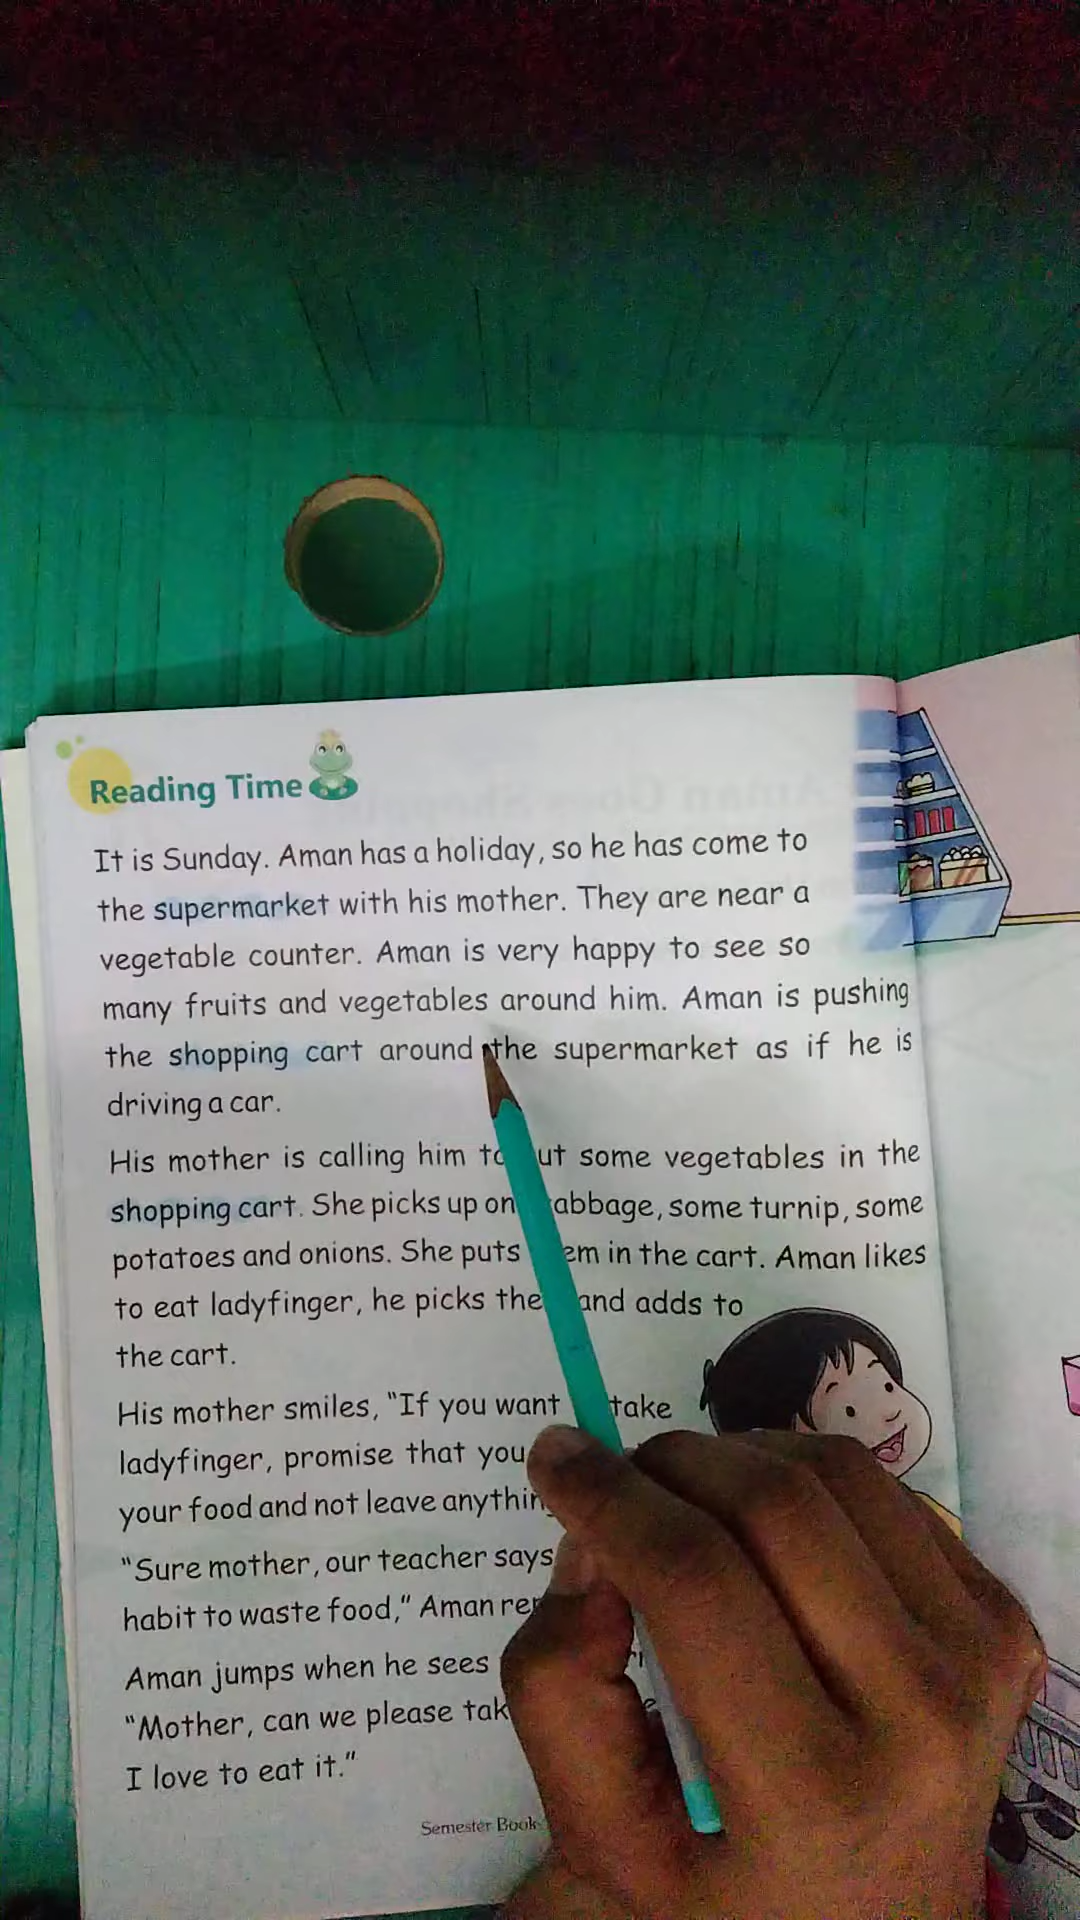 Reading Time
It is Sunday. Aman has a holiday, so he has come to
the supermarket with his mother. They are near a
vegetable counter. Aman is very happy to see so
many fruits and vegetables around him. Aman is pushing
the shopping cart around the supermarket as if he is
driving a car.
His mother is calling him some vegetables in the
shopping cart. She picks up some turnip, some
potatoes and onions. She puts in the cart. Aman likes
to eat ladyfinger, he picks and adds to
the cart.
His mother smiles, "If you want take
ladyfinger, promise that you
your food and not leave
"Sure mother, our teacher says
habit to waste food," Aman
Aman jumps when he sees
"Mother, can we please
I love to eat it."
Semester Book